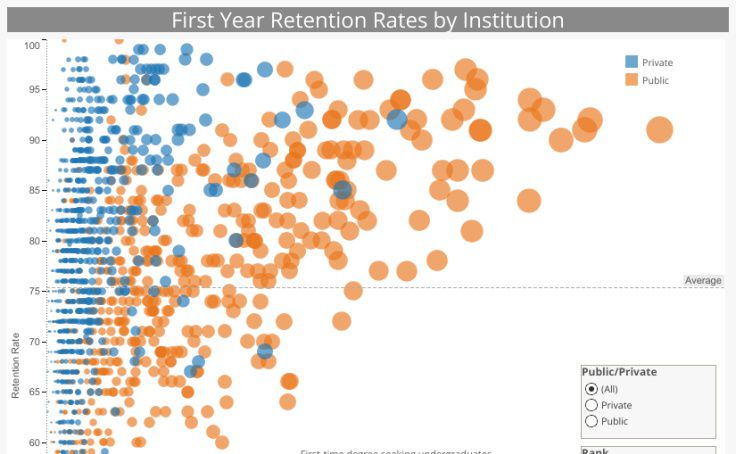 First Year Retention Rates by Institution
100
95
90
85
80
75
70
65
60
Retention Rate
Private
Public
Average
Public/Private
(All)
Private
Public
First-time degree seeking undergraduates
Rank